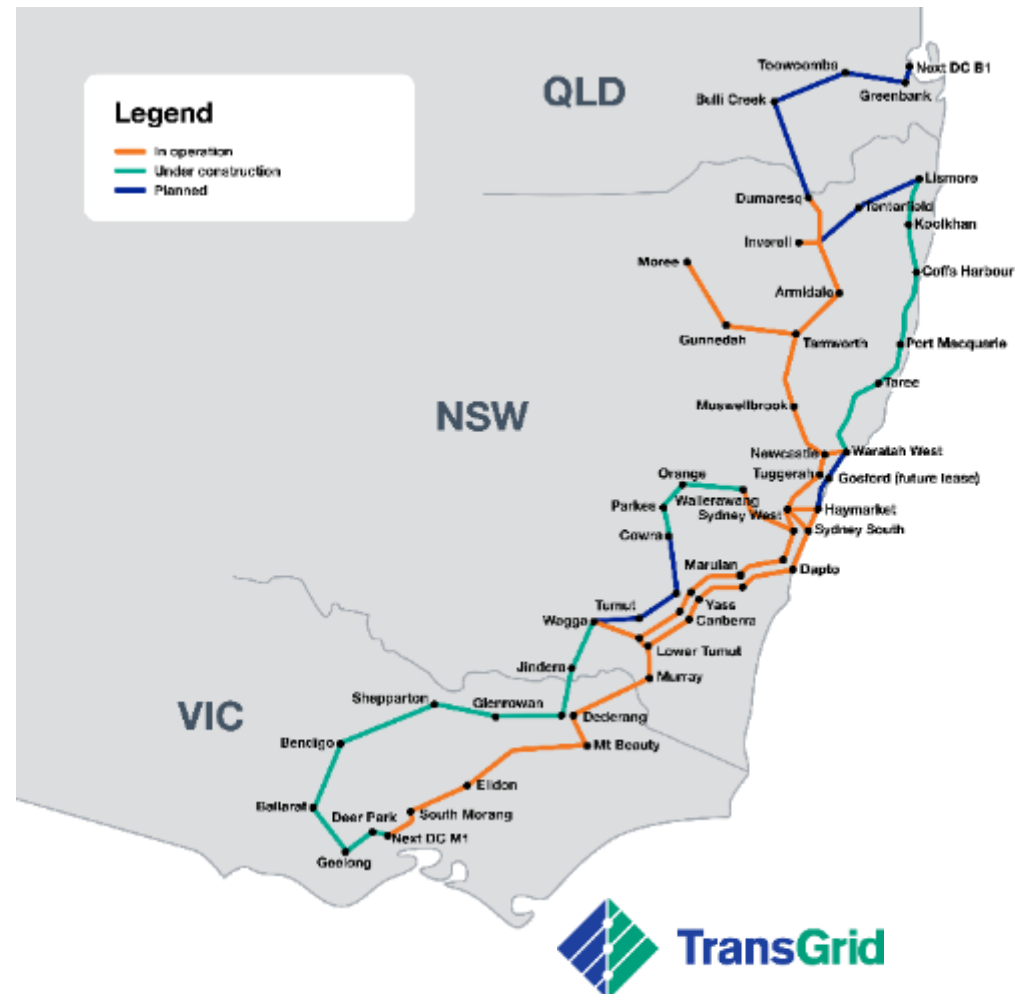 QLD
Toowoomba
Next DC B1
Greenbank
Bulli Creek
Legend
In operation
Under construction
Planned
Lismore
Dumaresq
Tenterfield
Koolkhan
Inverell
Moree
Coffs Harbour
Armidale
Gunnedah
Tamworth
Port Macquarie
Taree
NSW
Muswellbrook
Newcastle
Waratah West
Tuggerah
Gosford (future lease)
Orange
Wallerawang
Parkes
Sydney West
Haymarket
Cowra
Sydney South
Marulan
Dapto
Tumut
Yass
Wagga
Canberra
Lower Tumut
Jindera
Murray
Shepparton
Glenrowan
VIC
Dederang
Bendigo
Mt Beauty
Eildon
Ballarat
Deer Park
South Morang
Next DC M1
Geelong
TransGrid